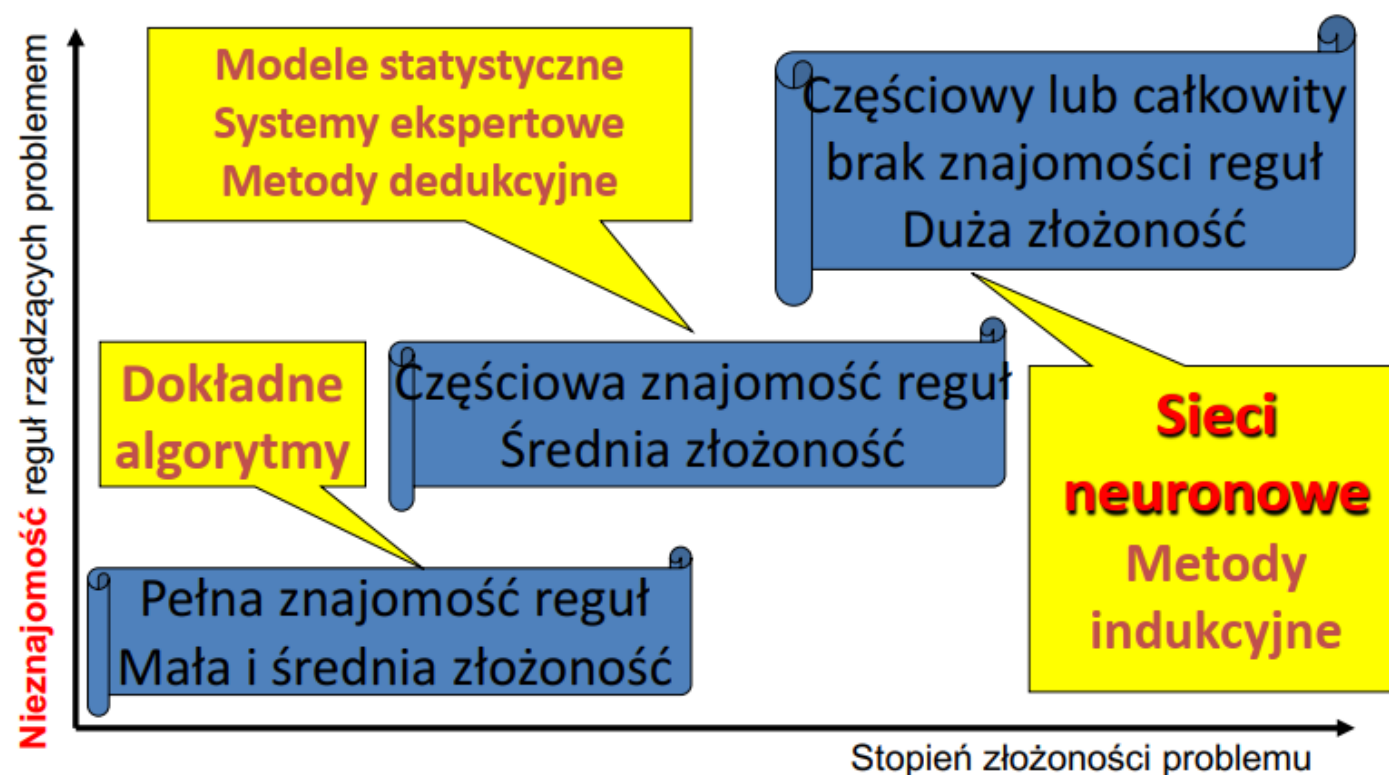 Nieznajomość reguł rządzących problemem
Modele statystyczne
Systemy ekspertowe
Metody dedukcyjne
Częściowy lub całkowity
brak znajomości reguł
Duża złożoność
Dokładne
algorytmy
Częściowa znajomość reguł
Średnia złożoność
Sieci
neuronowe
Metody
indukcyjne
Pełna znajomość reguł
Mała i średnia złożoność
Stopień złożoności problemu